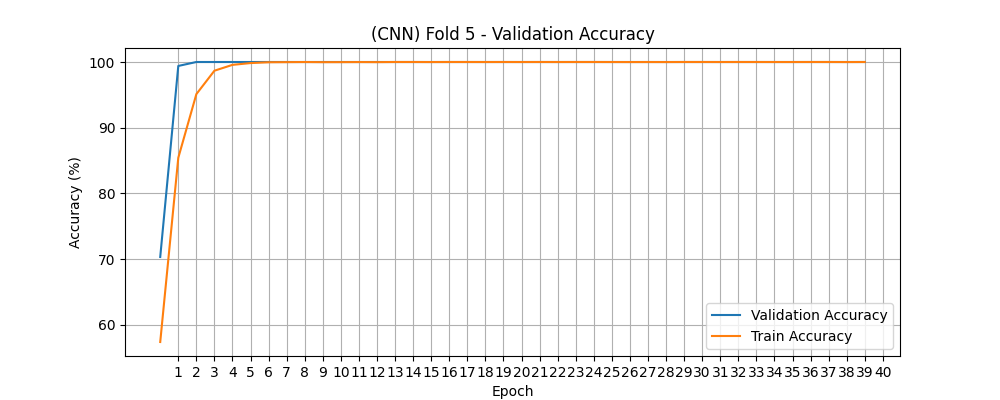 (CNN) Fold 5 - Validation Accuracy
100
90
80
70
60
Accuracy (%)
Validation Accuracy
Train Accuracy
1 2 3 4 5 6 7 8 9 10 11 12 13 14 15 16 17 18 19 20 21 22 23 24 25 26 27 28 29 30 31 32 33 34 35 36 37 38 39 40
Epoch